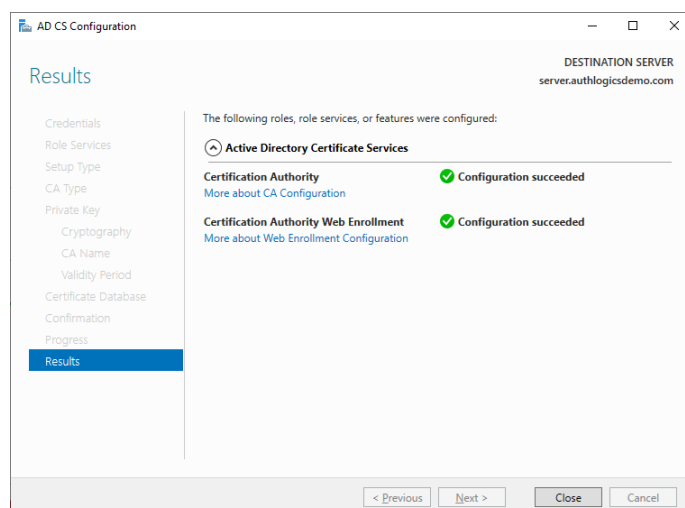 AD CS Configuration
Results
DESTINATION SERVER
server.authlogicsdemo.com
Credentials
Role Services
Setup Type
CA Type
Private Key
Cryptography
CA Name
Validity Period
Certificate Database
Confirmation
Progress
Results
The following roles, role services, or features were configured:
Active Directory Certificate Services
Certification Authority Configuration succeeded
More about CA Configuration
Certification Authority Web Enrollment Configuration succeeded
More about Web Enrollment Configuration
< Previous Next > Close Cancel